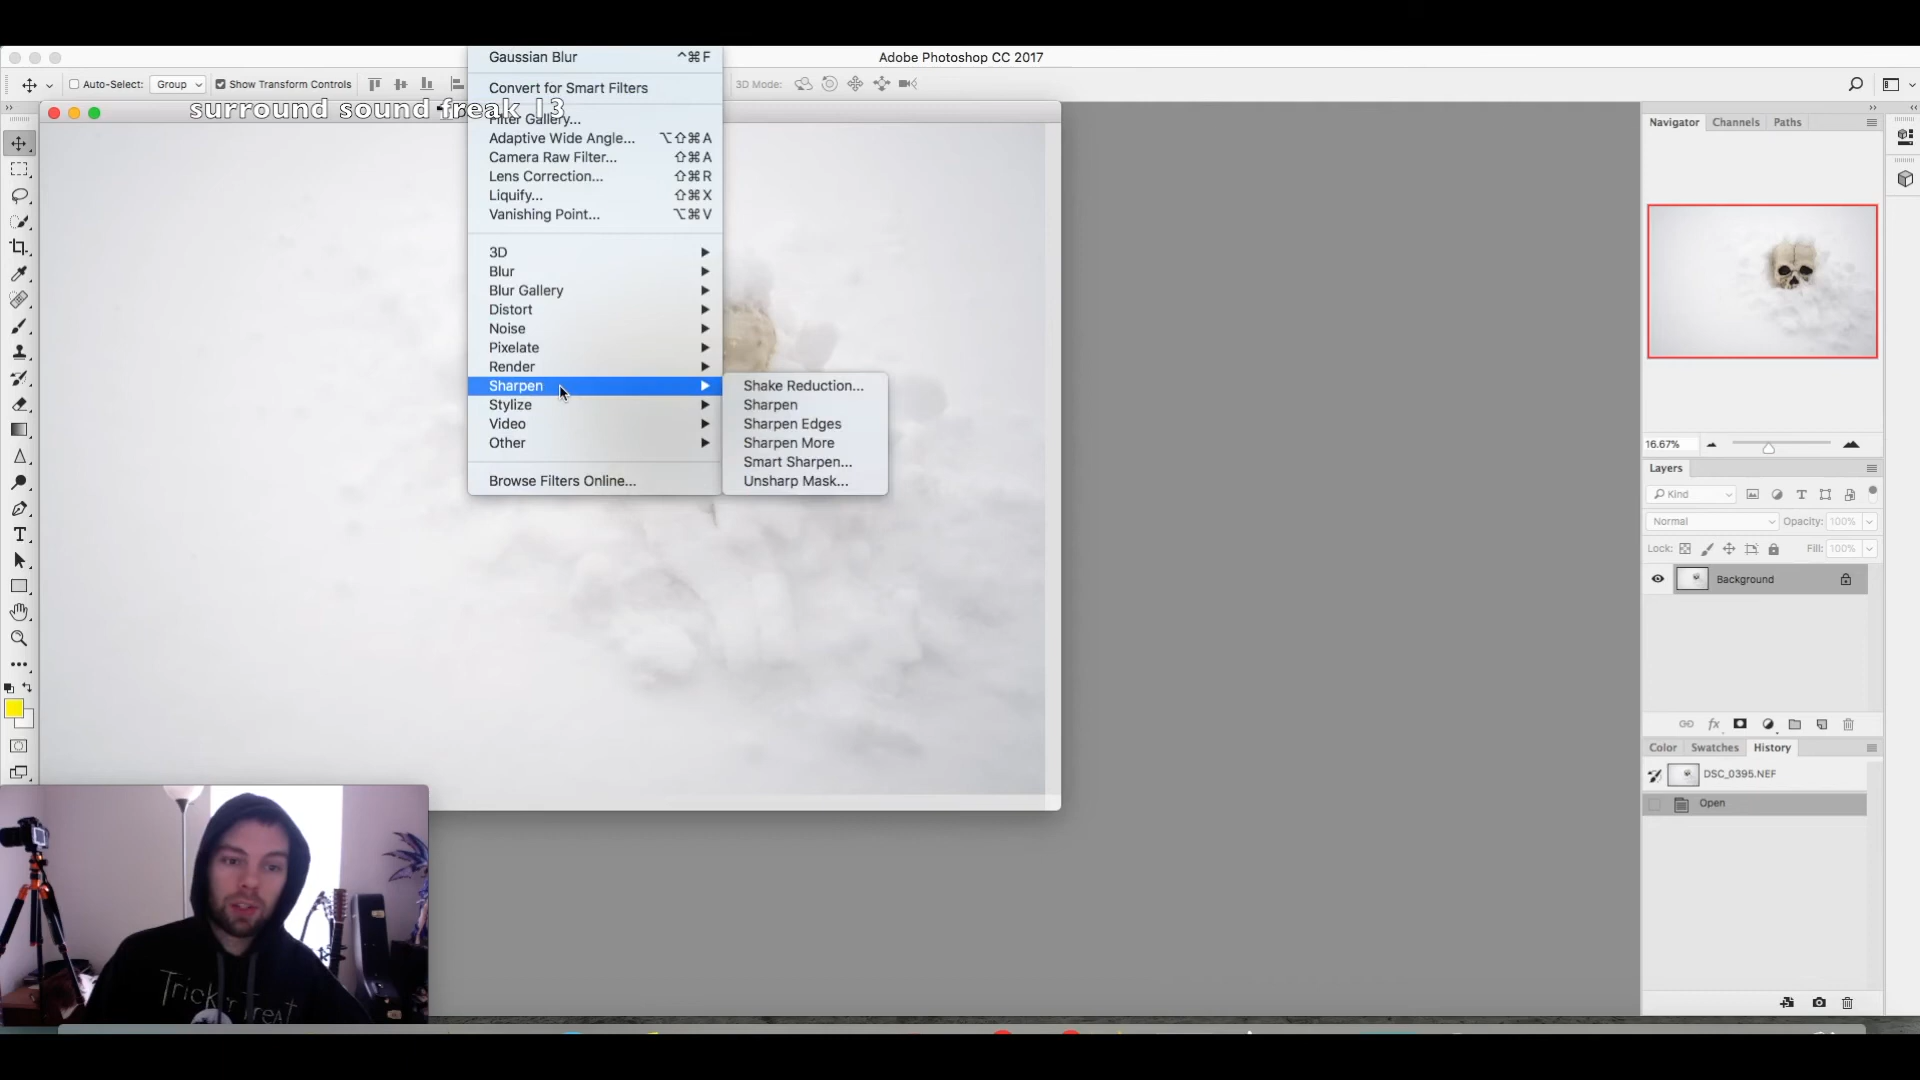 Gaussian Blur ^⌘F
Adobe Photoshop CC 2017
Auto-Select: Group Show Transform Controls 3D Mode:
Convert for Smart Filters
surround sound freak 13
Filter Gallery...
Adaptive Wide Angle... ⌥⇧⌘A
Camera Raw Filter... ⇧⌘A
Lens Correction... ⇧⌘R
Liquify... ⇧⌘X
Vanishing Point... ⌥⌘V
3D
Blur
Blur Gallery
Distort
Noise
Pixelate
Render
Sharpen
Stylize
Video
Other
Browse Filters Online...
Shake Reduction...
Sharpen
Sharpen Edges
Sharpen More
Smart Sharpen...
Unsharp Mask...
Navigator Channels Paths
16.67%
Layers
Kind
Normal Opacity: 100%
Lock: Fill: 100%
Background
Color Swatches History
DSC_0395.NEF
Open
Trick 'r Treat